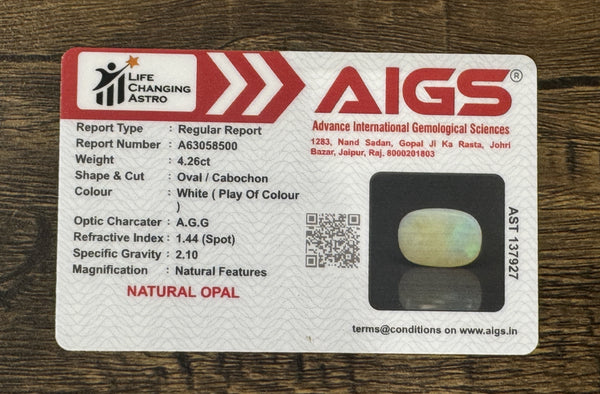 LIFE
CHANGING
ASTRO
AIGS®
Advance International Gemological Sciences
1283, Nand Sadan, Gopal Ji Ka Rasta, Johri
Bazar, Jaipur, Raj, 8000201803
Report Type : Regular Report
Report Number : A63058500
Weight : 4.26ct
Shape & Cut : Oval / Cabochon
Colour : White ( Play Of Colour
)
Optic Charcater : A.G.G
Refractive Index : 1.44 (Spot)
Specific Gravity : 2.10
Magnification : Natural Features
NATURAL OPAL
AST 137927
terms@conditions on www.aigs.in